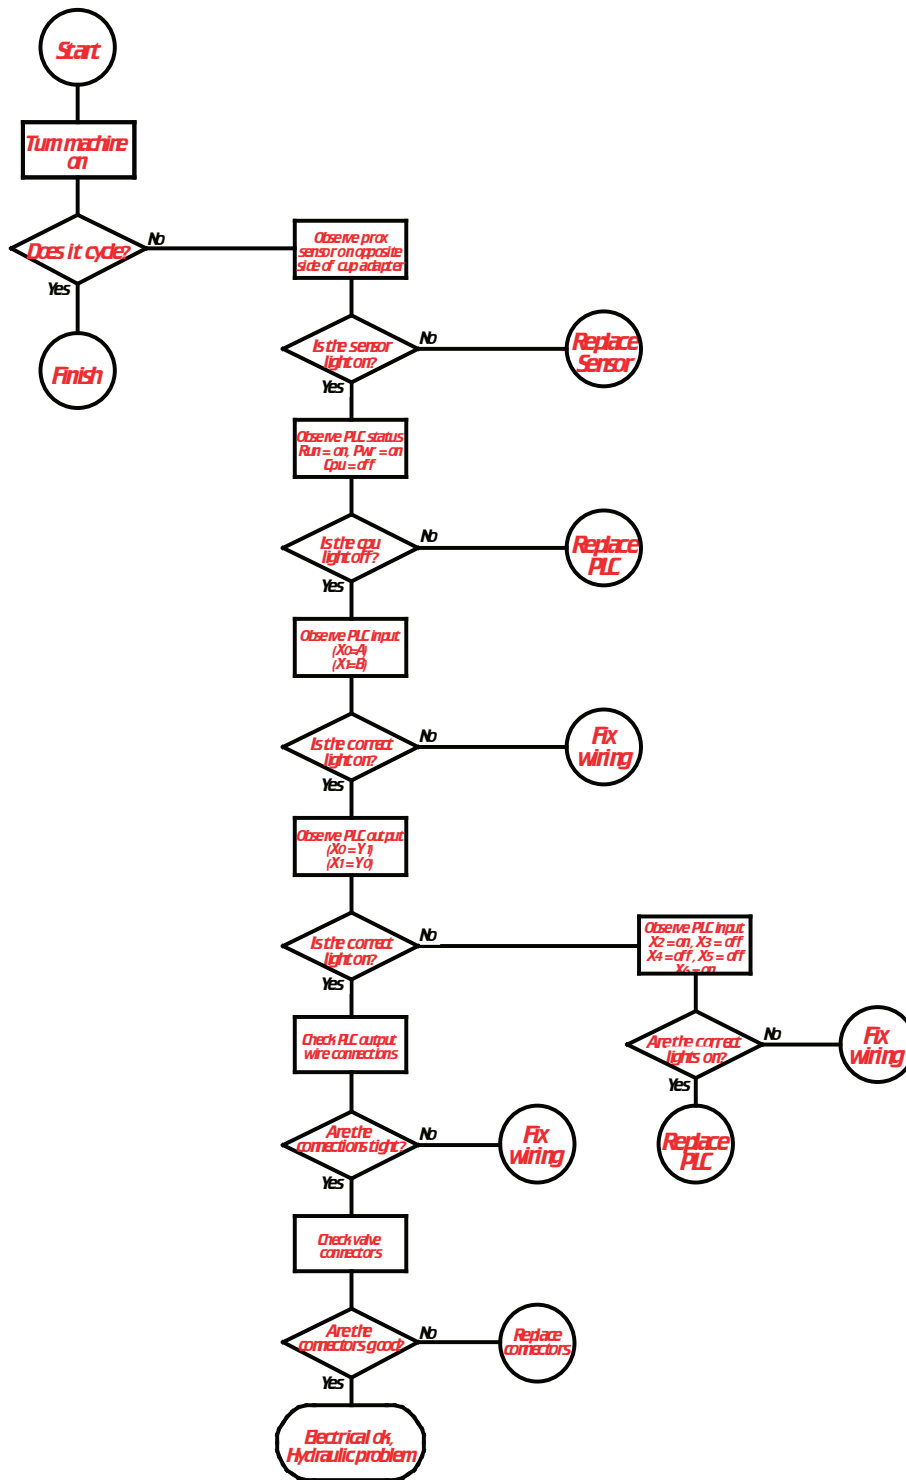 Start
Turn machine
on
Does it cycle?
No
Yes
Finish
Observe prox
sensor on opposite
side of cup adapter
Is the sensor
light on?
No
Yes
Replace
Sensor
Observe PLC status
Run = on, Pwr = on
Cpu = off
Is the cpu
light off?
No
Yes
Replace
PLC
Observe PLC input
(X0=A)
(X1=B)
Is the correct
light on?
No
Yes
Fix
wiring
Observe PLC output
(X0 = Y1)
(X1 = Y0)
Is the correct
light on?
No
Yes
Observe PLC input
X2 = on, X3 = off
X4 = off, X5 = off
X6 = on
Are the correct
lights on?
No
Yes
Fix
wiring
Replace
PLC
Check PLC output
wire connections
Are the
connections tight?
No
Yes
Fix
wiring
Check valve
connectors
Are the
connectors good?
No
Yes
Replace
connectors
Electrical ok,
Hydraulic problem